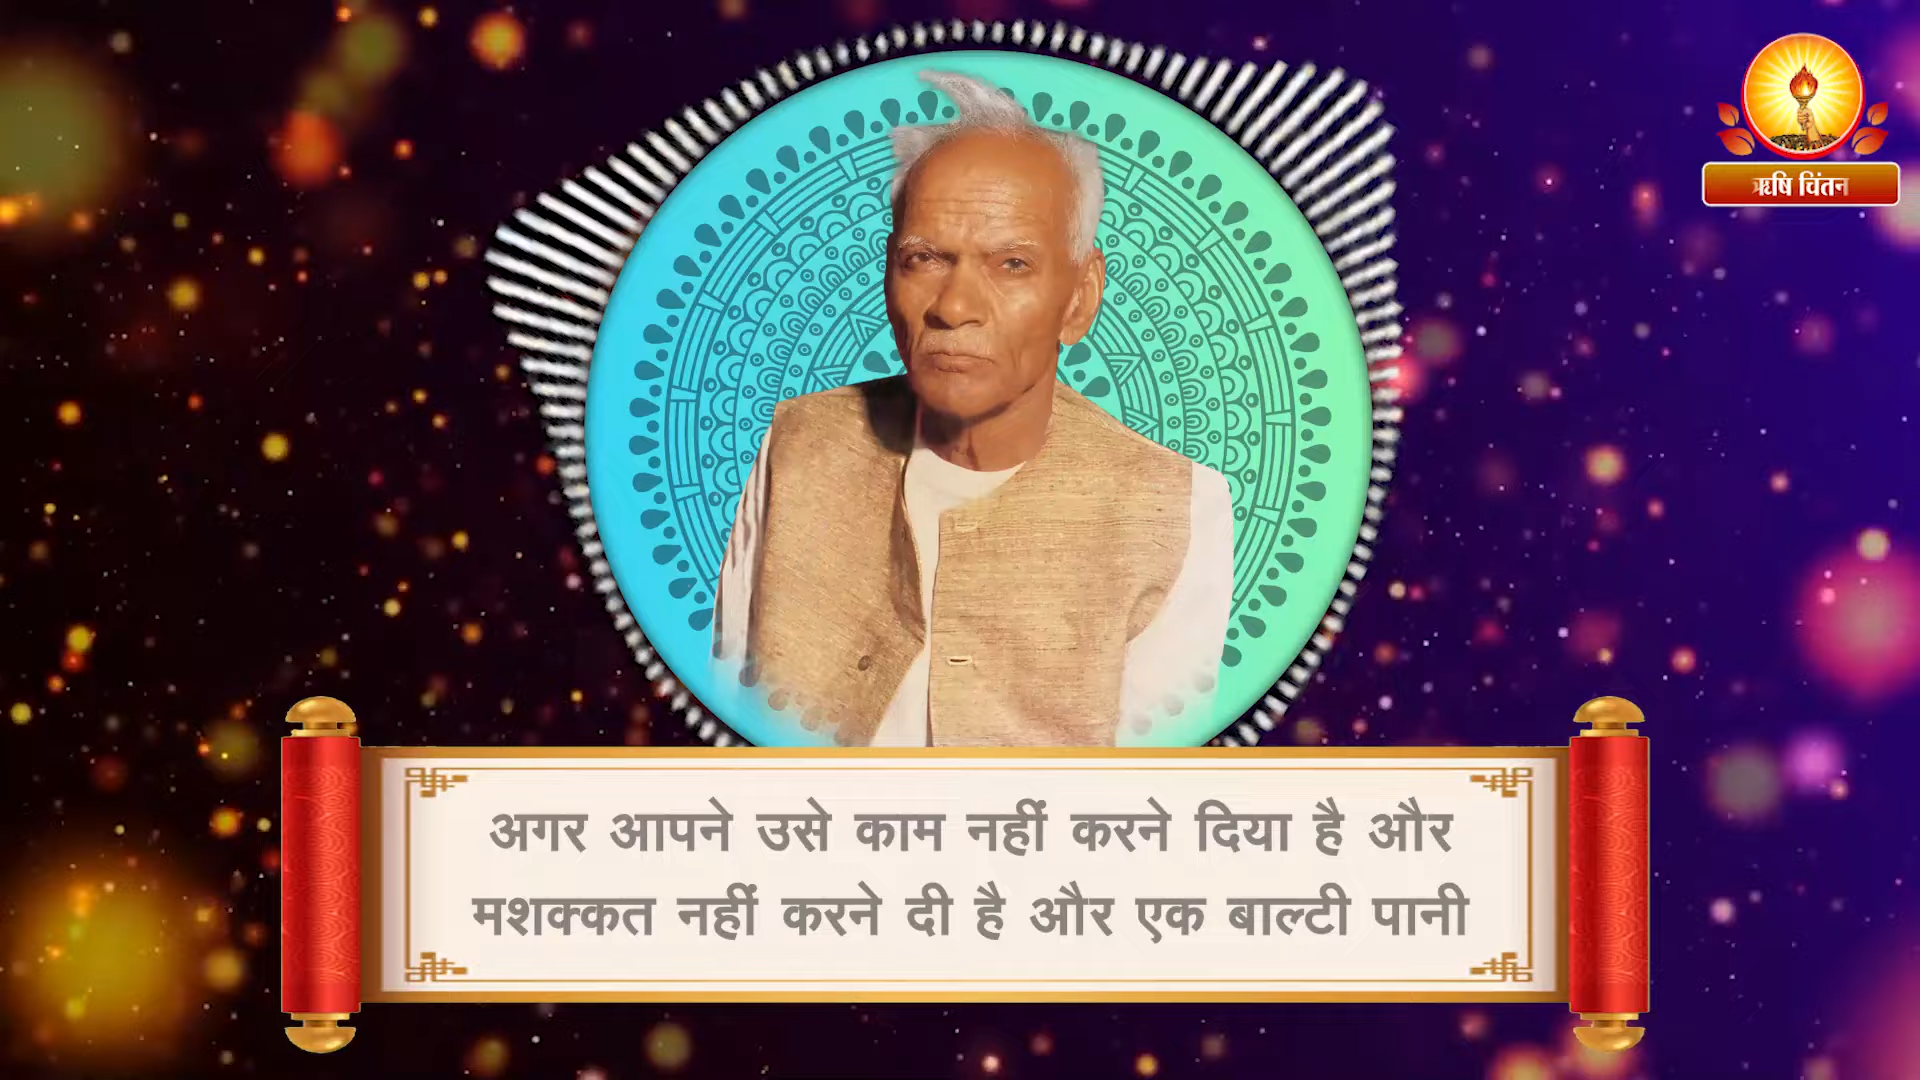 ऋषि चिंतन
अगर आपने उसे काम नहीं करने दिया है और
मशक्कत नहीं करने दी है और एक बाल्टी पानी